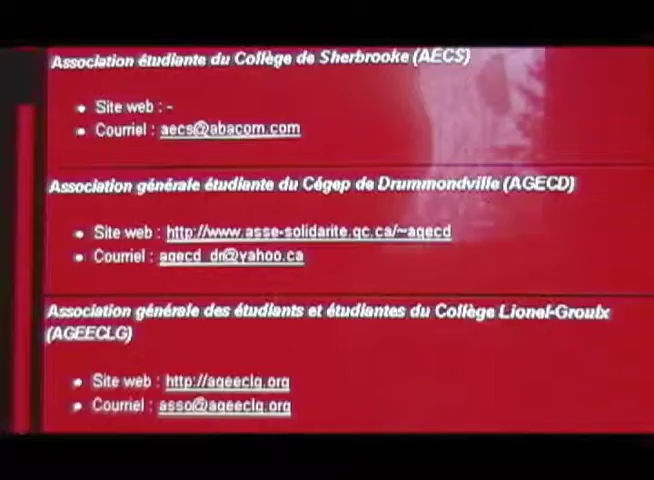 Association étudiante du Collège de Sherbrooke (AECS)
• Site web : -
• Courriel : aecs@abacom.com
Association générale étudiante du Cégep de Drummondville (AGECD)
• Site web : http://www.asse-solidarite.qc.ca/~agecd
• Courriel : agecd_dr@yahoo.ca
Association générale des étudiants et étudiantes du Collège Lionel-Groulx
(AGEECLG)
• Site web : http://ageeclg.org
• Courriel : asso@ageeclg.org